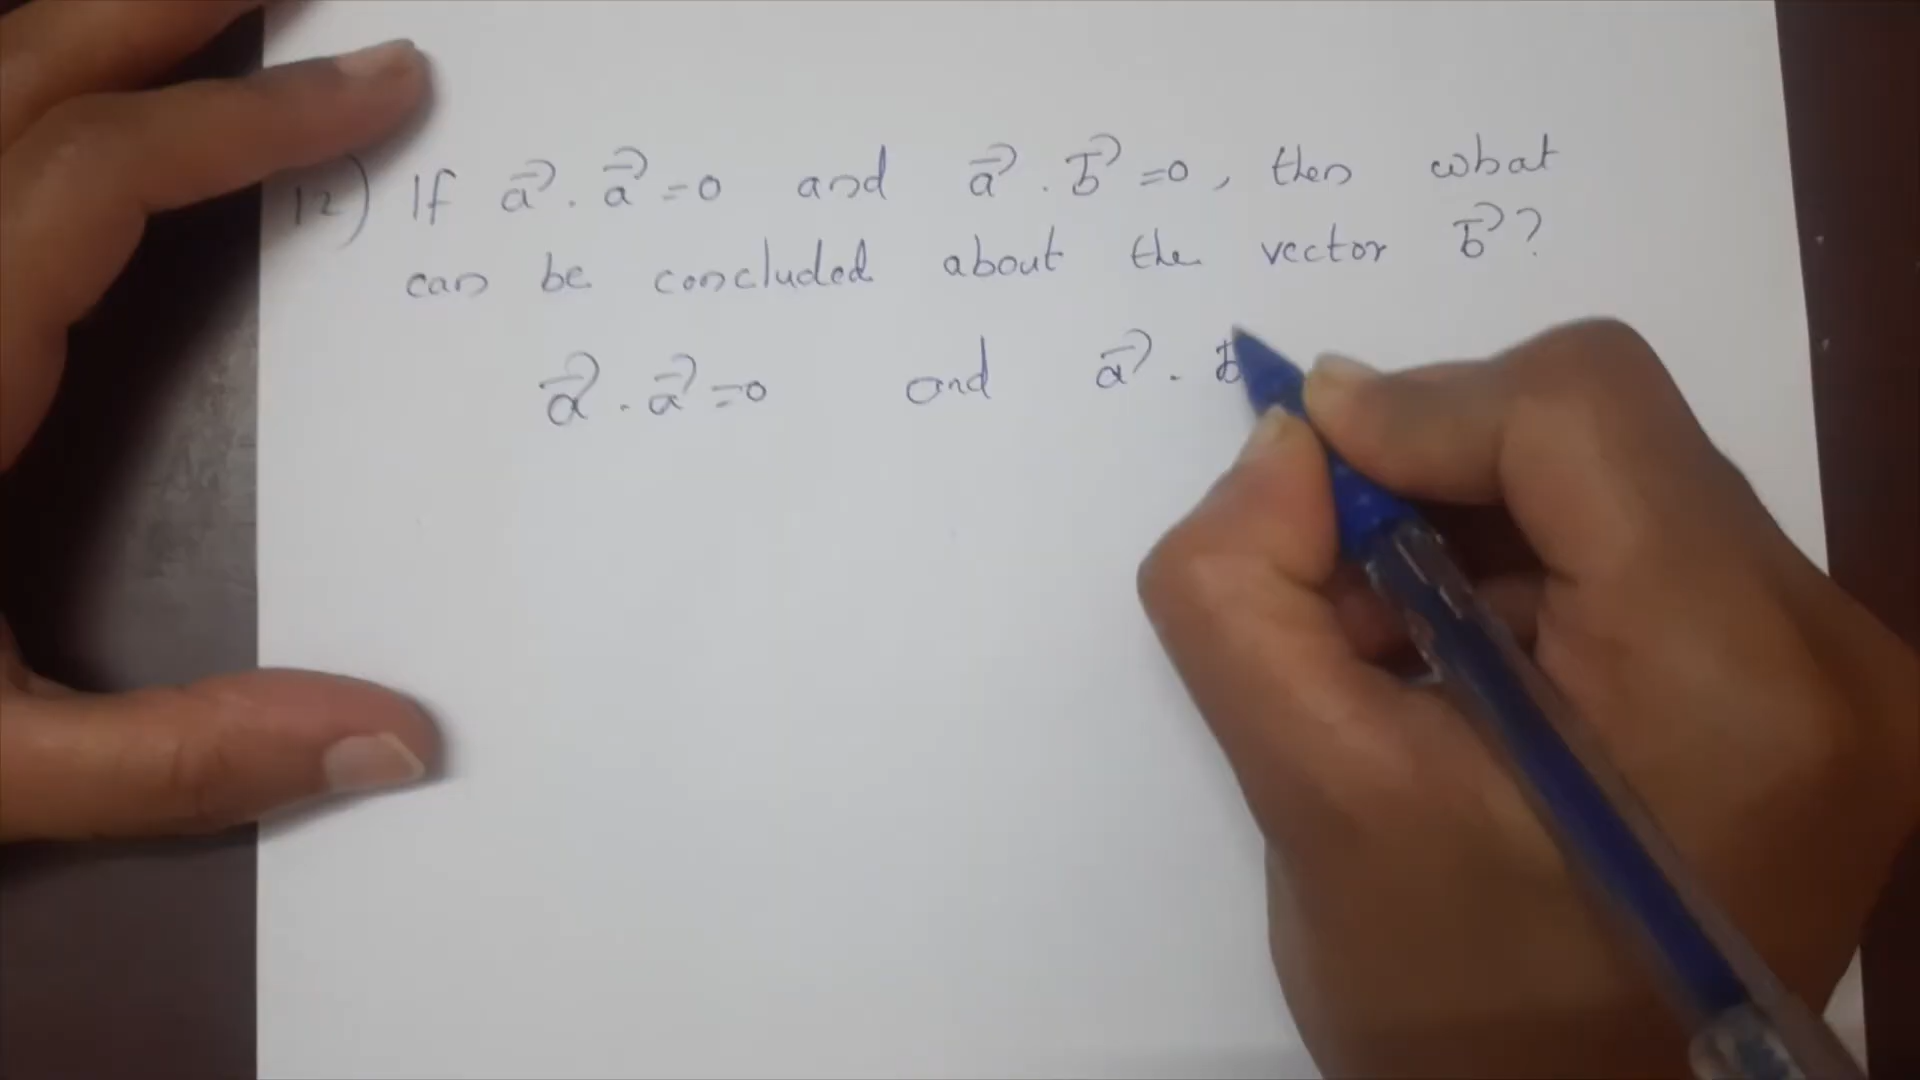 12) If a⃗ . a⃗ =0 and a⃗ . b⃗ =0, then what
can be concluded about the vector b⃗ ?
a⃗ . a⃗ =0 and a⃗ . b